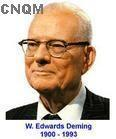 CNQM
W. Edwards Deming
1900 - 1993